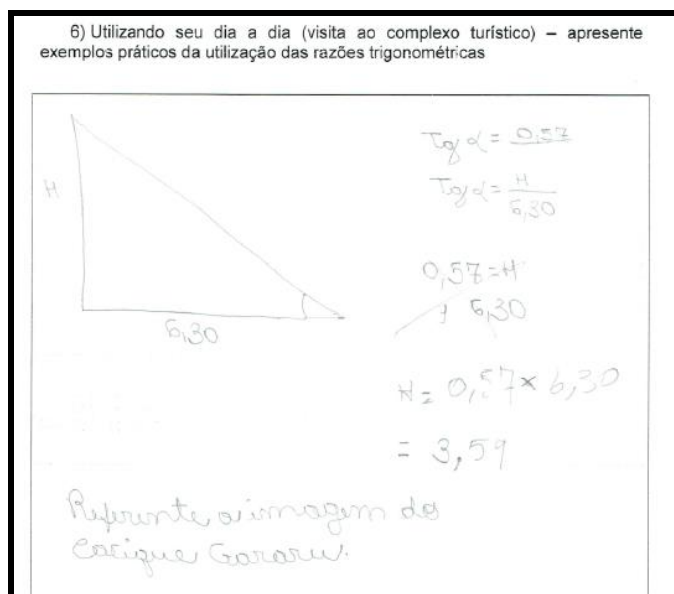 6) Utilizando seu dia a dia (visita ao complexo turístico) – apresente
exemplos práticos da utilização das razões trigonométricas
Tg α = 0,57
H
Tg α = H
6,30
0,57 = H
1 6,30
6,30
H = 0,57 × 6,30
= 3,59
Referente a imagem do
Cacique Gararu.